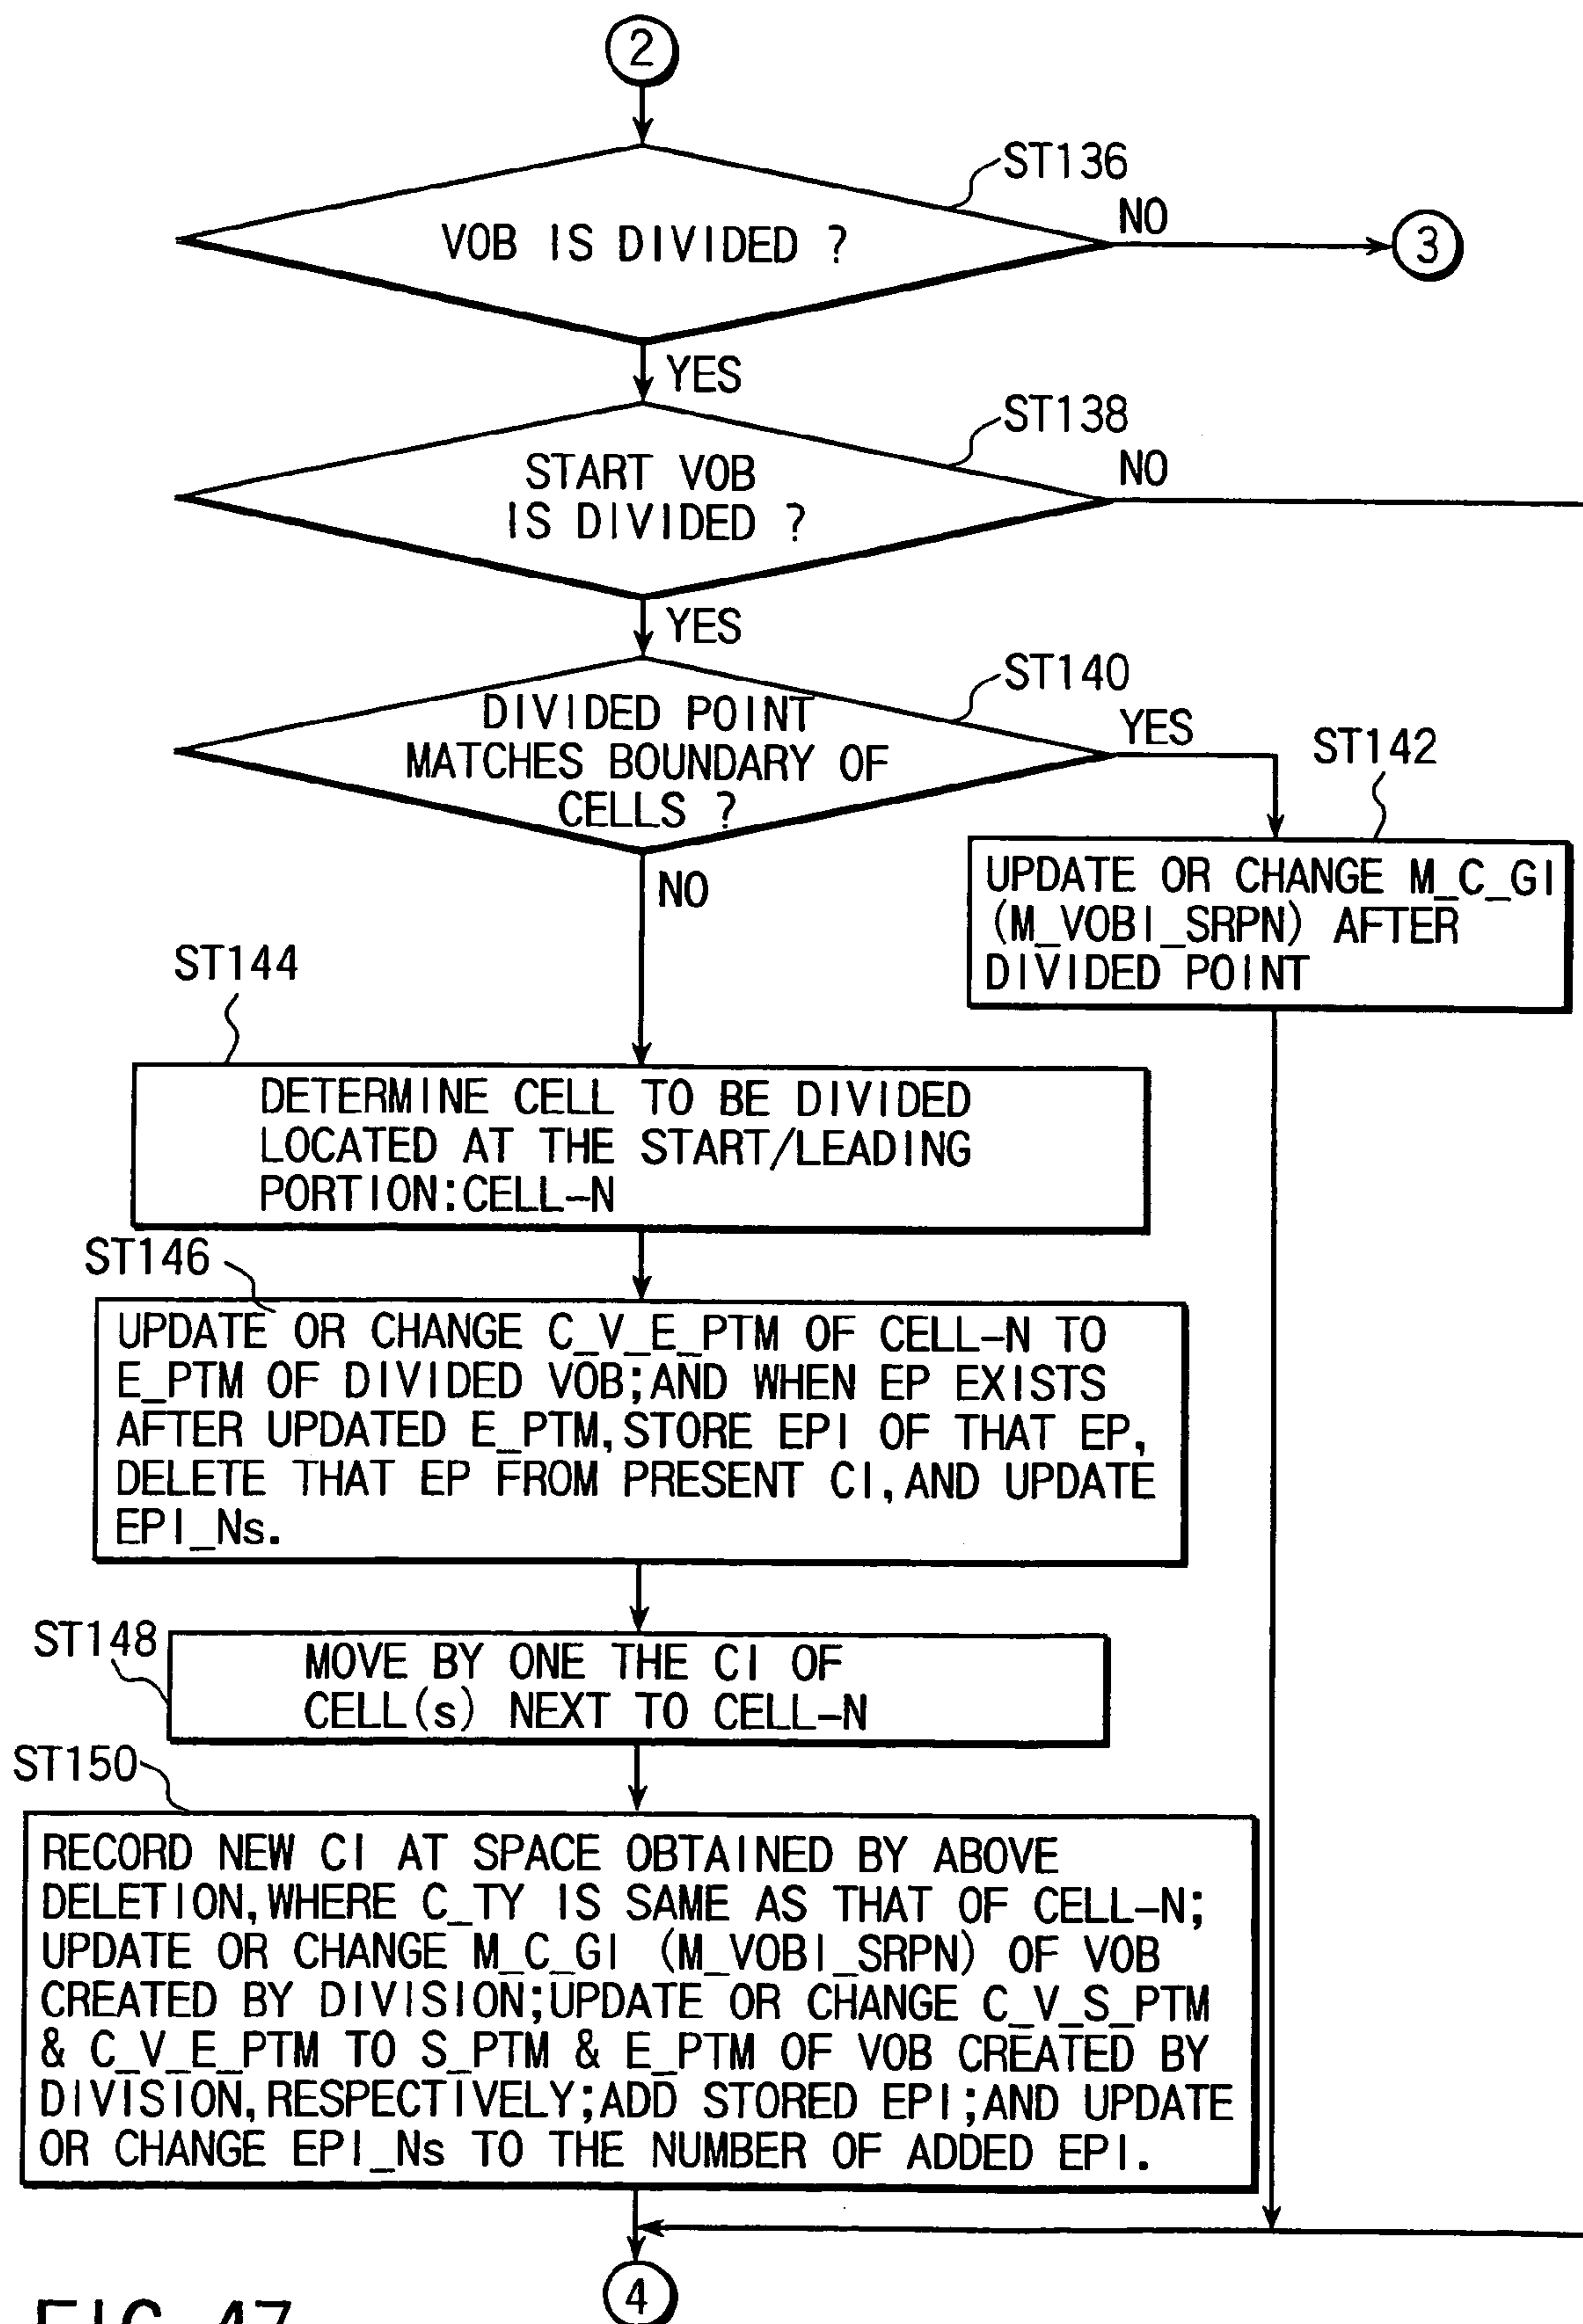 2
ST136
VOB IS DIVIDED ?
NO
3
YES
ST138
START VOB
IS DIVIDED ?
NO
YES
ST140
DIVIDED POINT
MATCHES BOUNDARY OF
CELLS ?
YES
ST142
NO
UPDATE OR CHANGE M_C_GI
(M_VOBI_SRPN) AFTER
DIVIDED POINT
ST144
DETERMINE CELL TO BE DIVIDED
LOCATED AT THE START/LEADING
PORTION:CELL-N
ST146
UPDATE OR CHANGE C_V_E_PTM OF CELL-N TO
E_PTM OF DIVIDED VOB;AND WHEN EP EXISTS
AFTER UPDATED E_PTM,STORE EPI OF THAT EP,
DELETE THAT EP FROM PRESENT CI,AND UPDATE
EPI_Ns.
ST148
MOVE BY ONE THE CI OF
CELL(s) NEXT TO CELL-N
ST150
RECORD NEW CI AT SPACE OBTAINED BY ABOVE
DELETION,WHERE C_TY IS SAME AS THAT OF CELL-N;
UPDATE OR CHANGE M_C_GI (M_VOBI_SRPN) OF VOB
CREATED BY DIVISION;UPDATE OR CHANGE C_V_S_PTM
& C_V_E_PTM TO S_PTM & E_PTM OF VOB CREATED BY
DIVISION,RESPECTIVELY;ADD STORED EPI;AND UPDATE
OR CHANGE EPI_Ns TO THE NUMBER OF ADDED EPI.
4
FIG. 47